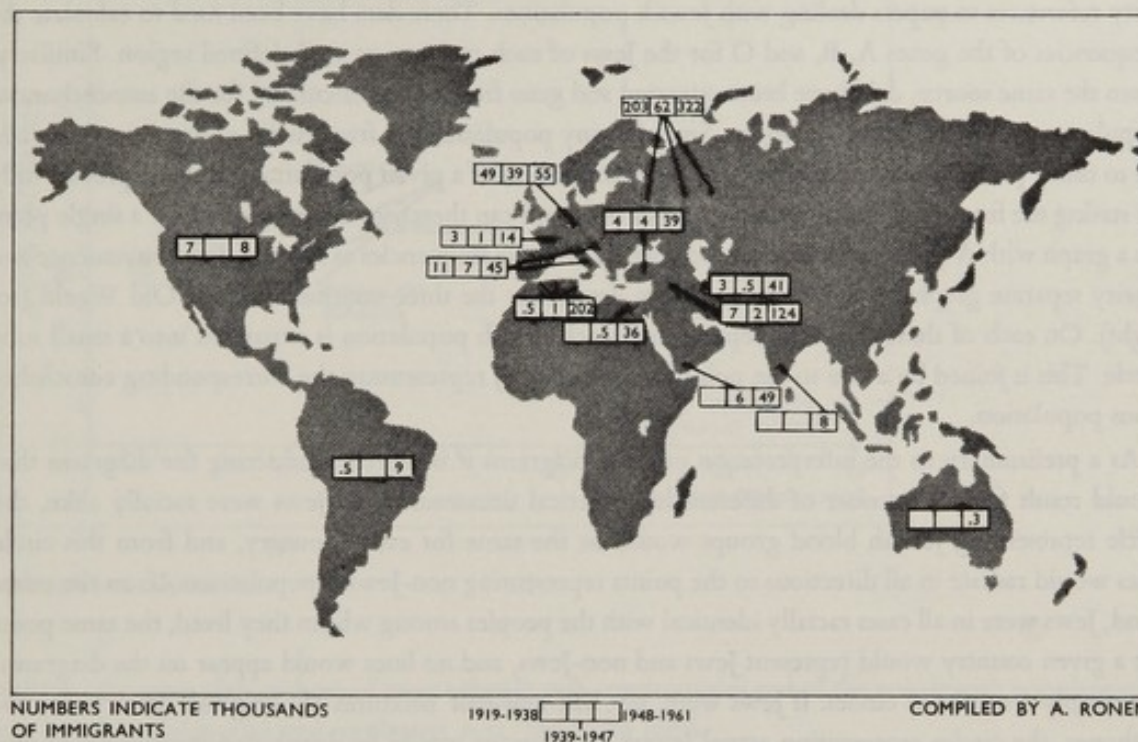 203 62 322
49 39 55
4 4 39
3 1 14
7 8
11 7 45
3 .5 41
.5 1 202
7 2 124
.5 36
6 49
8
.5 9
.3
NUMBERS INDICATE THOUSANDS
OF IMMIGRANTS
1919-1938 1948-1961
1939-1947
COMPILED BY A. RONEN